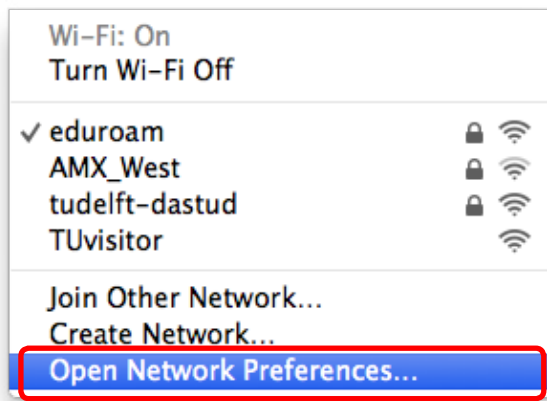 Wi-Fi: On
Turn Wi-Fi Off
eduroam
AMX_West
tudelft-dastud
TUvisitor
Join Other Network...
Create Network...
Open Network Preferences...